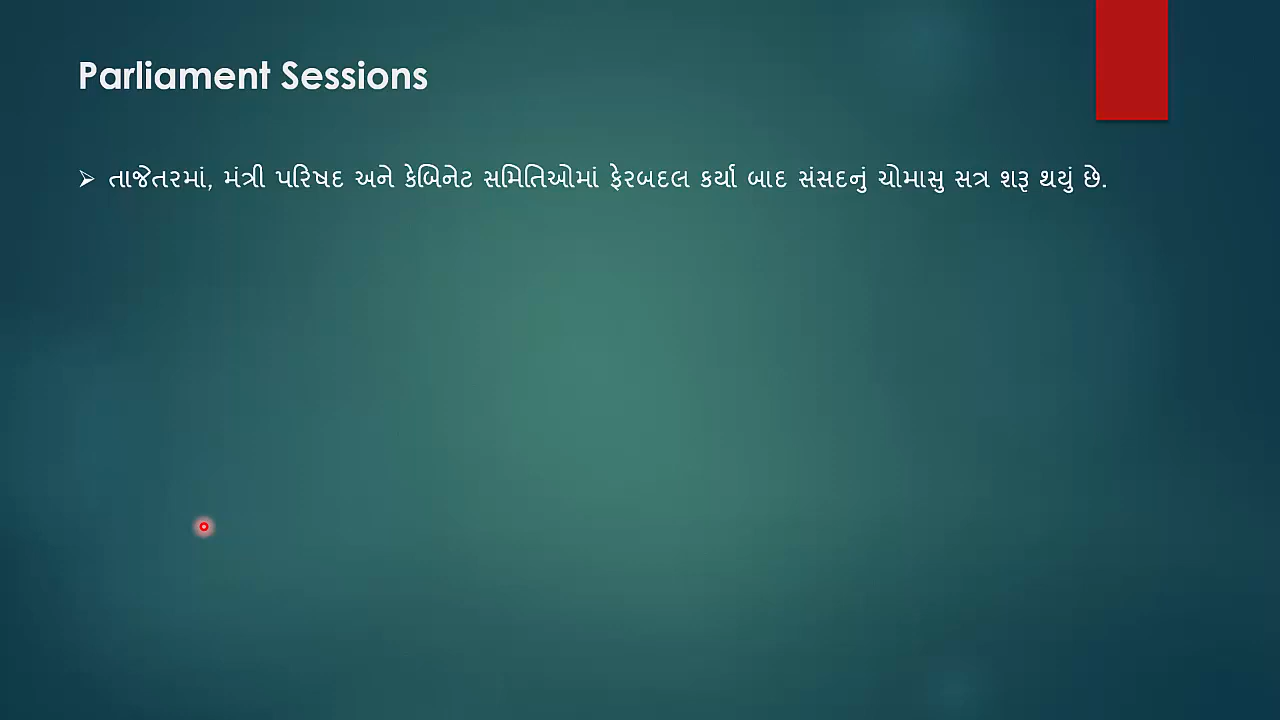 Parliament Sessions
➢ તાજેતરમાં, મંત્રી પરિષદ અને કેબિનેટ સમિતિઓમાં ફેરબદલ કર્યા બાદ સંસદનું ચોમાસુ સત્ર શરૂ થયું છે.